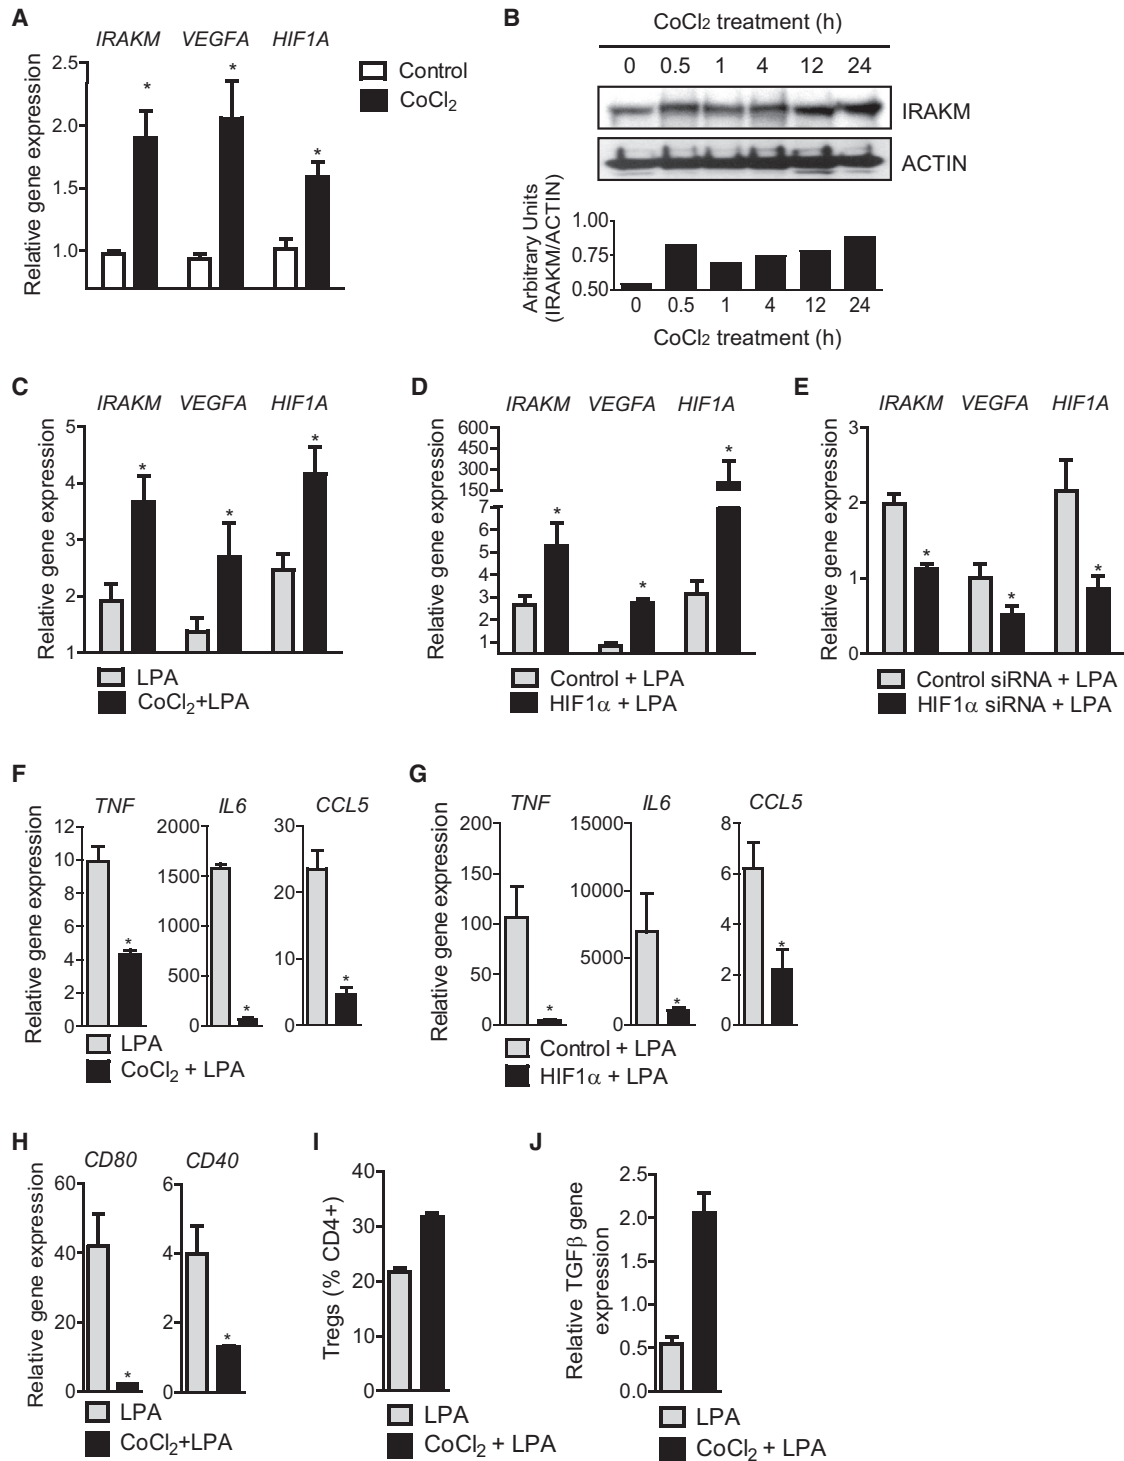 A
IRAKM VEGFA HIF1A
Relative gene expression
2.5
2.0
1.5
1.0
* * *
Control
CoCl2
B
CoCl2 treatment (h)
0 0.5 1 4 12 24
IRAKM
ACTIN
Arbitrary Units
(IRAKM/ACTIN)
1.00
0.75
0.50
0 0.5 1 4 12 24
CoCl2 treatment (h)
C
IRAKM VEGFA HIF1A
Relative gene expression
5
4
3
2
1
* * *
LPA
CoCl2+LPA
D
IRAKM VEGFA HIF1A
Relative gene expression
600
450
300
150
7
6
5
4
3
2
1
* * *
Control + LPA
HIF1α + LPA
E
IRAKM VEGFA HIF1A
Relative gene expression
3
2
1
0
* * *
Control siRNA + LPA
HIF1α siRNA + LPA
F
TNF IL6 CCL5
Relative gene expression
12
10
8
6
4
2
0
*
2000
1500
1000
500
0
*
30
20
10
0
*
LPA
CoCl2 + LPA
G
TNF IL6 CCL5
Relative gene expression
200
150
100
50
0
*
15000
10000
5000
0
*
8
6
4
2
0
*
Control + LPA
HIF1α + LPA
H
CD80 CD40
Relative gene expression
60
40
20
0
*
6
4
2
0
*
LPA
CoCl2+LPA
I
Tregs (% CD4+)
40
30
20
10
0
LPA
CoCl2 + LPA
J
Relative TGFβ gene
expression
2.5
2.0
1.5
1.0
0.5
0.0
LPA
CoCl2 + LPA